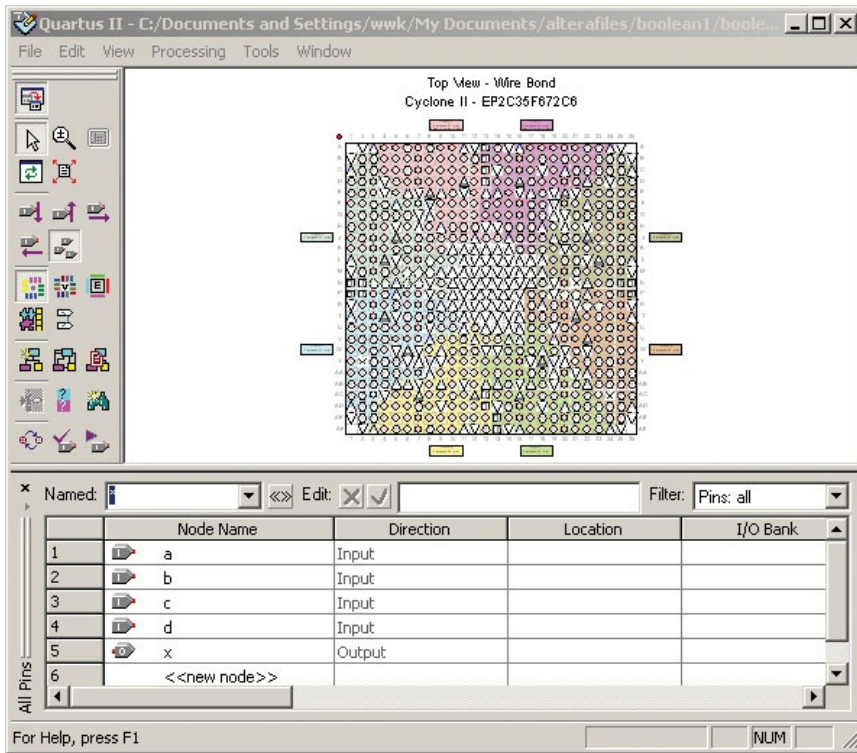 Quartus II - C:/Documents and Settings/wwk/My Documents/alterafiles/boolean1/boole...
File Edit View Processing Tools Window
Top View - Wire Bond
Cyclone II - EP2C35F672C6
Named: * Edit: Filter: Pins: all
Node Name Direction Location I/O Bank
1 a Input
2 b Input
3 c Input
4 d Input
5 x Output
6 <<new node>>
All Pins
For Help, press F1 NUM